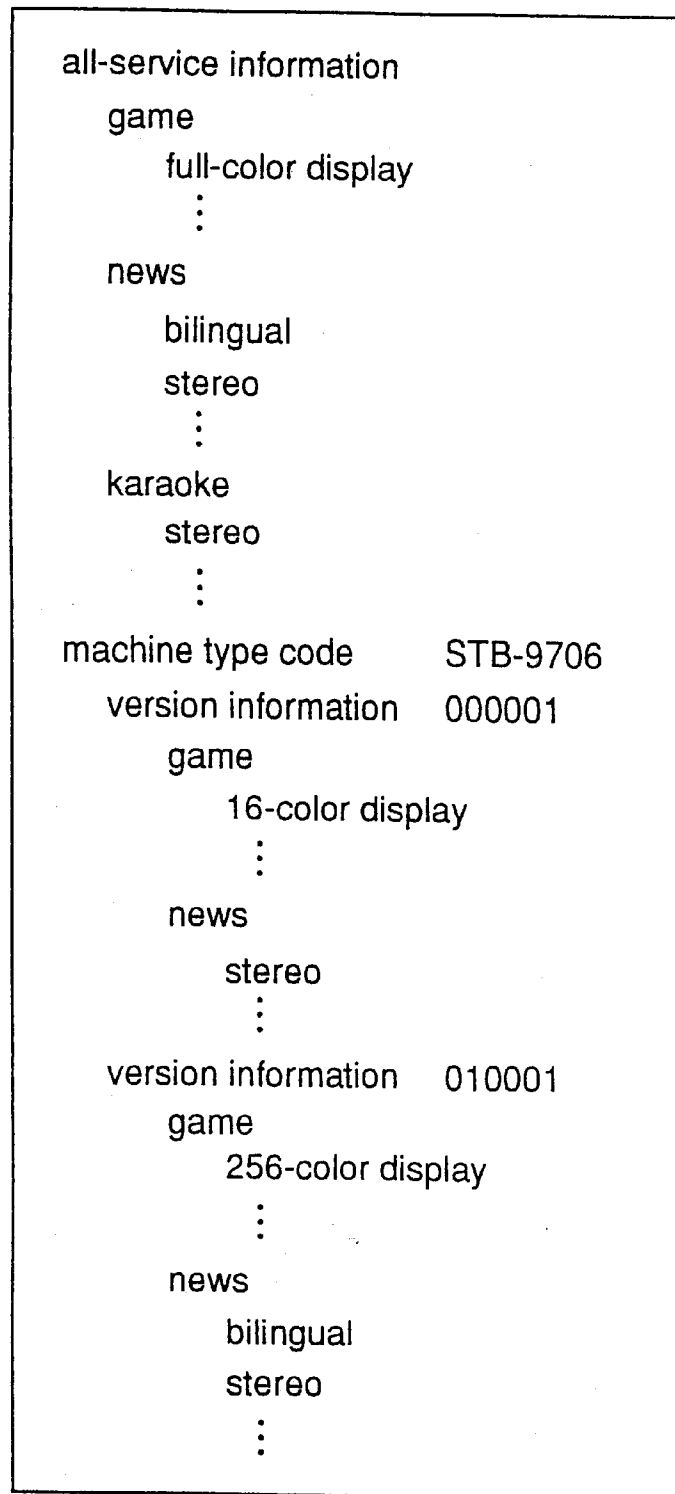 all-service information
game
full-color display
⋮
news
bilingual
stereo
⋮
karaoke
stereo
⋮
machine type code STB-9706
version information 000001
game
16-color display
⋮
news
stereo
⋮
version information 010001
game
256-color display
⋮
news
bilingual
stereo
⋮